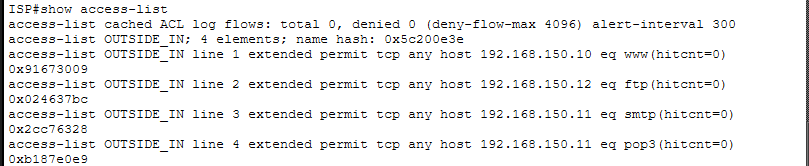 ISP#show access-list
access-list cached ACL log flows: total 0, denied 0 (deny-flow-max 4096) alert-interval 300
access-list OUTSIDE_IN; 4 elements; name hash: 0x5c200e3e
access-list OUTSIDE_IN line 1 extended permit tcp any host 192.168.150.10 eq www(hitcnt=0)
0x91673009
access-list OUTSIDE_IN line 2 extended permit tcp any host 192.168.150.12 eq ftp(hitcnt=0)
0x024637bc
access-list OUTSIDE_IN line 3 extended permit tcp any host 192.168.150.11 eq smtp(hitcnt=0)
0x2cc76328
access-list OUTSIDE_IN line 4 extended permit tcp any host 192.168.150.11 eq pop3(hitcnt=0)
0xb187e0e9